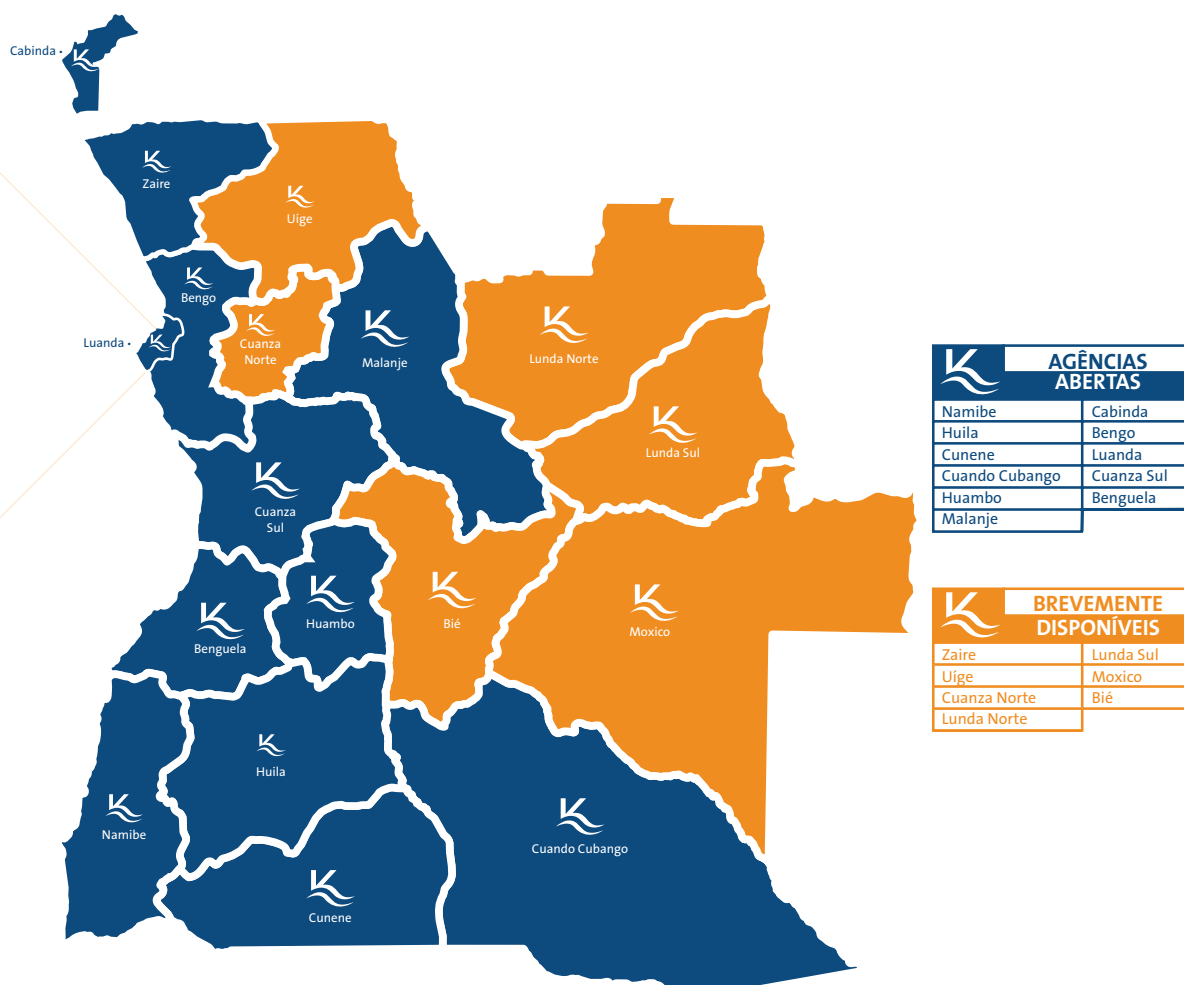 Cabinda
Zaire
Uíge
Bengo
Luanda
Cuanza
Norte
Malanje
Lunda Norte
Lunda Sul
Cuanza
Sul
Benguela
Huambo
Bié
Moxico
Huila
Namibe
Cunene
Cuando Cubango
AGÊNCIAS
ABERTAS
Namibe Cabinda
Huila Bengo
Cunene Luanda
Cuando Cubango Cuanza Sul
Huambo Benguela
Malanje
BREVEMENTE
DISPONÍVEIS
Zaire Lunda Sul
Uíge Moxico
Cuanza Norte Bié
Lunda Norte